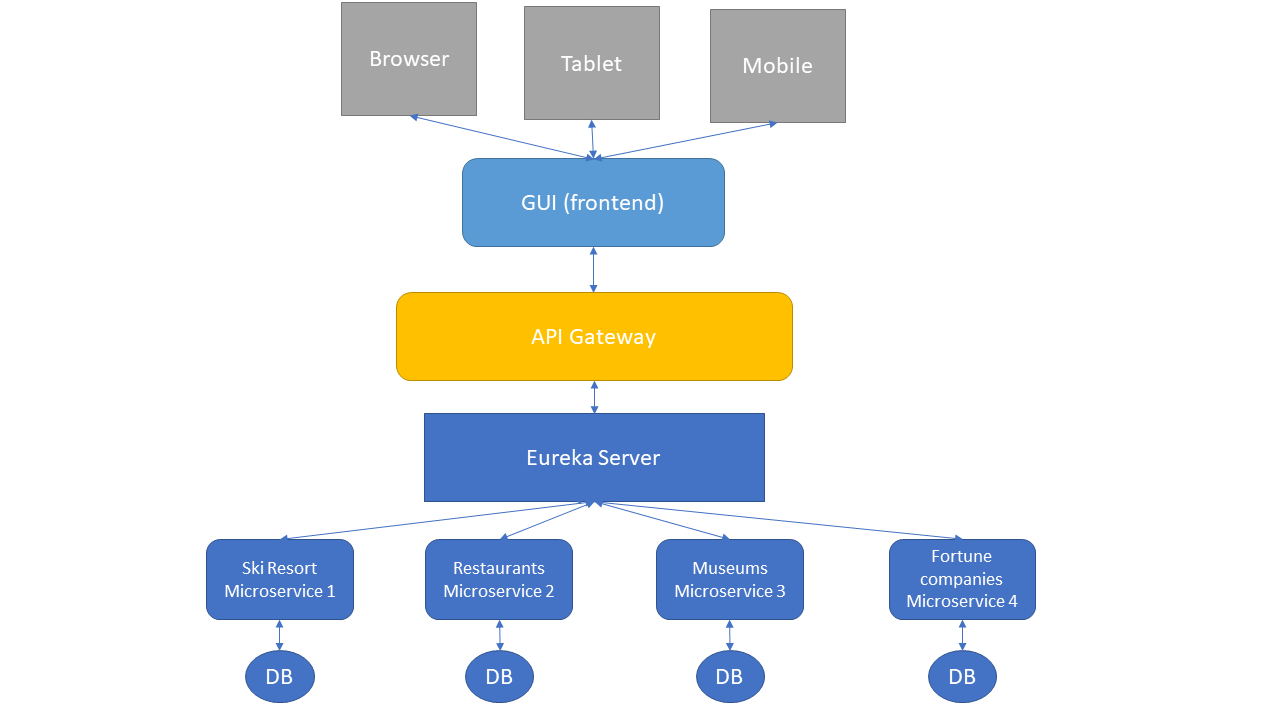 Browser
Tablet
Mobile
GUI (frontend)
API Gateway
Eureka Server
Ski Resort
Microservice 1
Restaurants
Microservice 2
Museums
Microservice 3
Fortune
companies
Microservice 4
DB
DB
DB
DB